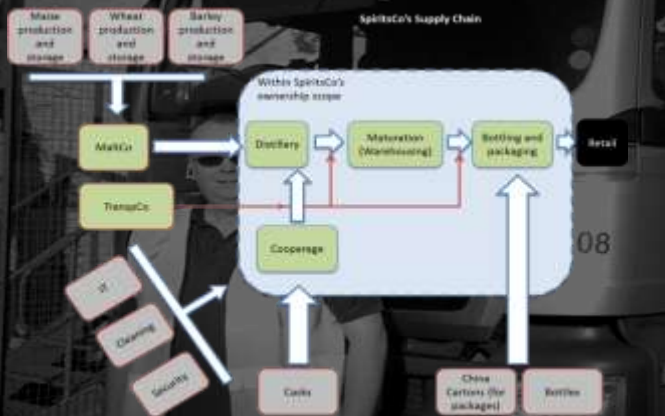 SpiritsCo's Supply Chain
Maize
production
and
storage
Wheat
production
and
storage
Barley
production
and
storage
Within SpiritsCo's
ownership scope
MaltCo
Distillery
Maturation
(Warehousing)
Bottling and
packaging
Retail
TranspCo
Cooperage
08
IT
Cleaning
Security
Casks
China
Cartons (for
packages)
Bottles